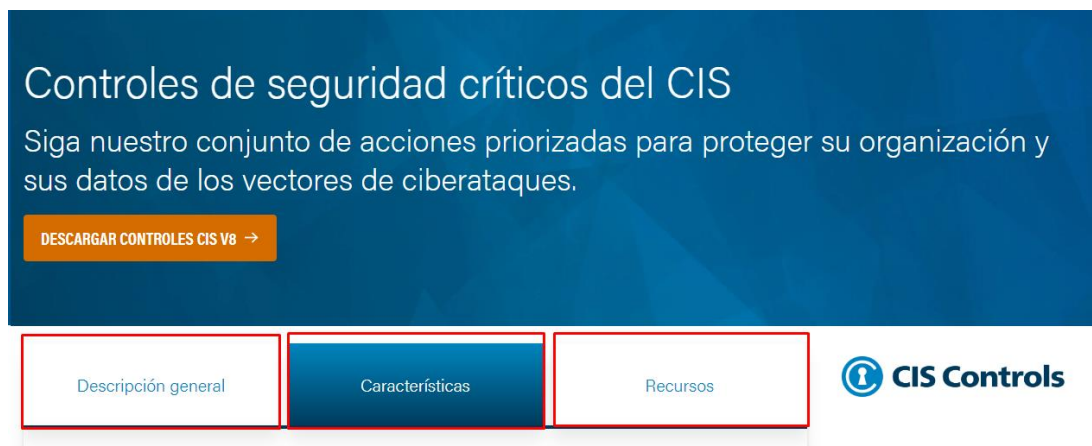 Controles de seguridad críticos del CIS
Siga nuestro conjunto de acciones priorizadas para proteger su organización y
sus datos de los vectores de ciberataques.
DESCARGAR CONTROLES CIS V8 →
Descripción general
Características
Recursos
CIS Controls